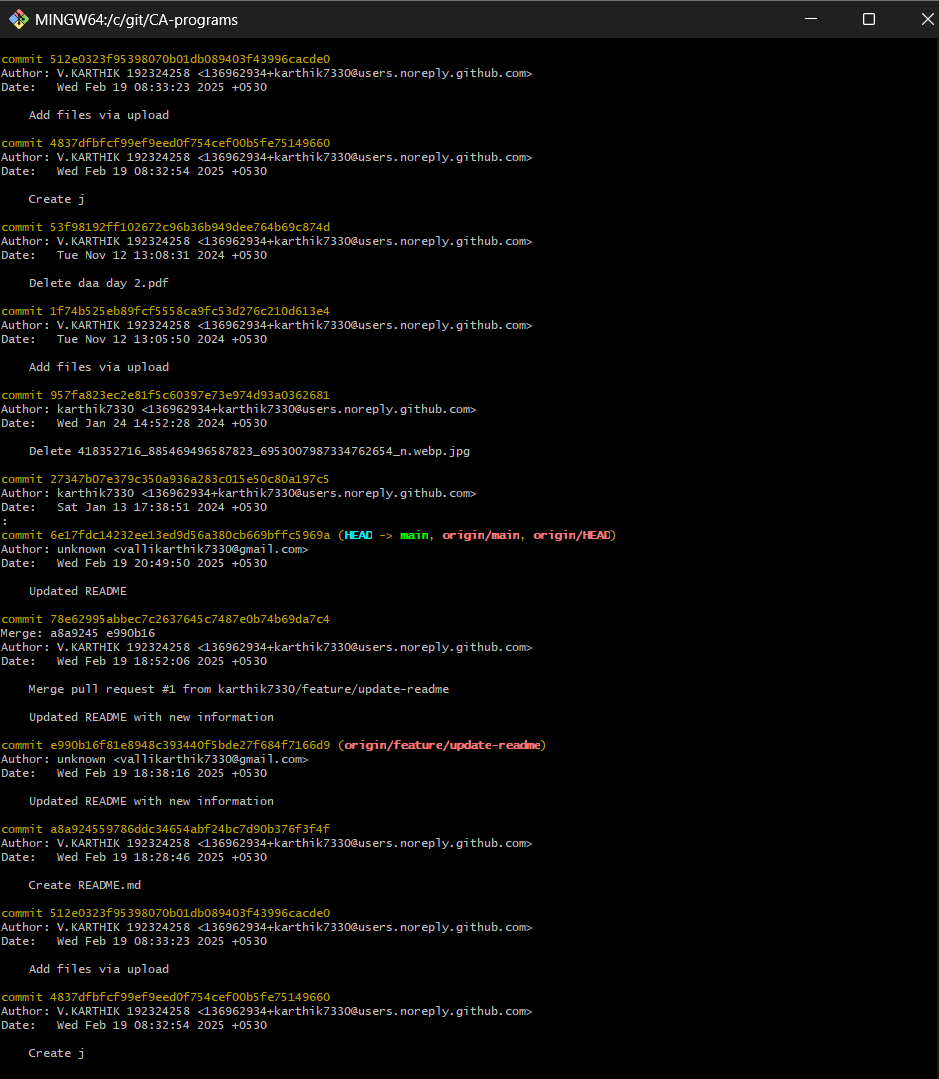 MINGW64:/c/git/CA-programs
commit 512e0323f95398070b01db089403f43996cacde0
Author: V.KARTHIK 192324258 <136962934+karthik7330@users.noreply.github.com>
Date:   Wed Feb 19 08:33:23 2025 +0530
    Add files via upload
commit 4837dfbfcf99ef9eed0f754cef00b5fe75149660
Author: V.KARTHIK 192324258 <136962934+karthik7330@users.noreply.github.com>
Date:   Wed Feb 19 08:32:54 2025 +0530
    Create j
commit 53f98192ff102672c96b36b949dee764b69c874d
Author: V.KARTHIK 192324258 <136962934+karthik7330@users.noreply.github.com>
Date:   Tue Nov 12 13:08:31 2024 +0530
    Delete daa day 2.pdf
commit 1f74b525eb89fcf5558ca9fc53d276c210d613e4
Author: V.KARTHIK 192324258 <136962934+karthik7330@users.noreply.github.com>
Date:   Tue Nov 12 13:05:50 2024 +0530
    Add files via upload
commit 957fa823ec2e81f5c60397e73e974d93a0362681
Author: karthik7330 <136962934+karthik7330@users.noreply.github.com>
Date:   Wed Jan 24 14:52:28 2024 +0530
    Delete 418352716_885469496587823_6953007987334762654_n.webp.jpg
commit 27347b07e379c350a936a283c015e50c80a197c5
Author: karthik7330 <136962934+karthik7330@users.noreply.github.com>
Date:   Sat Jan 13 17:38:51 2024 +0530
:
commit 6e17fdc14232ee13ed9d56a380cb669bffc5969a (HEAD -> main, origin/main, origin/HEAD)
Author: unknown <vallikarthik7330@gmail.com>
Date:   Wed Feb 19 20:49:50 2025 +0530
    Updated README
commit 78e62995abbec7c2637645c7487e0b74b69da7c4
Merge: a8a9245 e990b16
Author: V.KARTHIK 192324258 <136962934+karthik7330@users.noreply.github.com>
Date:   Wed Feb 19 18:52:06 2025 +0530
    Merge pull request #1 from karthik7330/feature/update-readme
    Updated README with new information
commit e990b16f81e8948c393440f5bde27f684f7166d9 (origin/feature/update-readme)
Author: unknown <vallikarthik7330@gmail.com>
Date:   Wed Feb 19 18:38:16 2025 +0530
    Updated README with new information
commit a8a924559786ddc34654abf24bc7d90b376f3f4f
Author: V.KARTHIK 192324258 <136962934+karthik7330@users.noreply.github.com>
Date:   Wed Feb 19 18:28:46 2025 +0530
    Create README.md
commit 512e0323f95398070b01db089403f43996cacde0
Author: V.KARTHIK 192324258 <136962934+karthik7330@users.noreply.github.com>
Date:   Wed Feb 19 08:33:23 2025 +0530
    Add files via upload
commit 4837dfbfcf99ef9eed0f754cef00b5fe75149660
Author: V.KARTHIK 192324258 <136962934+karthik7330@users.noreply.github.com>
Date:   Wed Feb 19 08:32:54 2025 +0530
    Create j